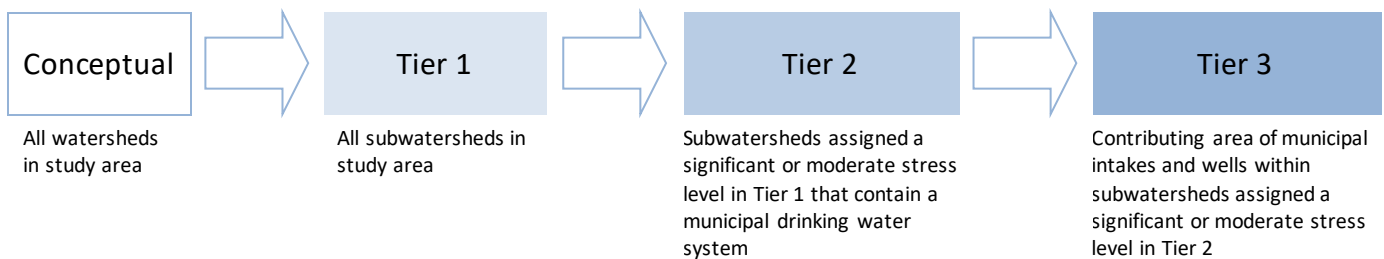 Conceptual
All watersheds
in study area
Tier 1
All subwatersheds in
study area
Tier 2
Subwatersheds assigned a
significant or moderate stress
level in Tier 1 that contain a
municipal drinking water
system
Tier 3
Contributing area of municipal
intakes and wells within
subwatersheds assigned a
significant or moderate stress
level in Tier 2